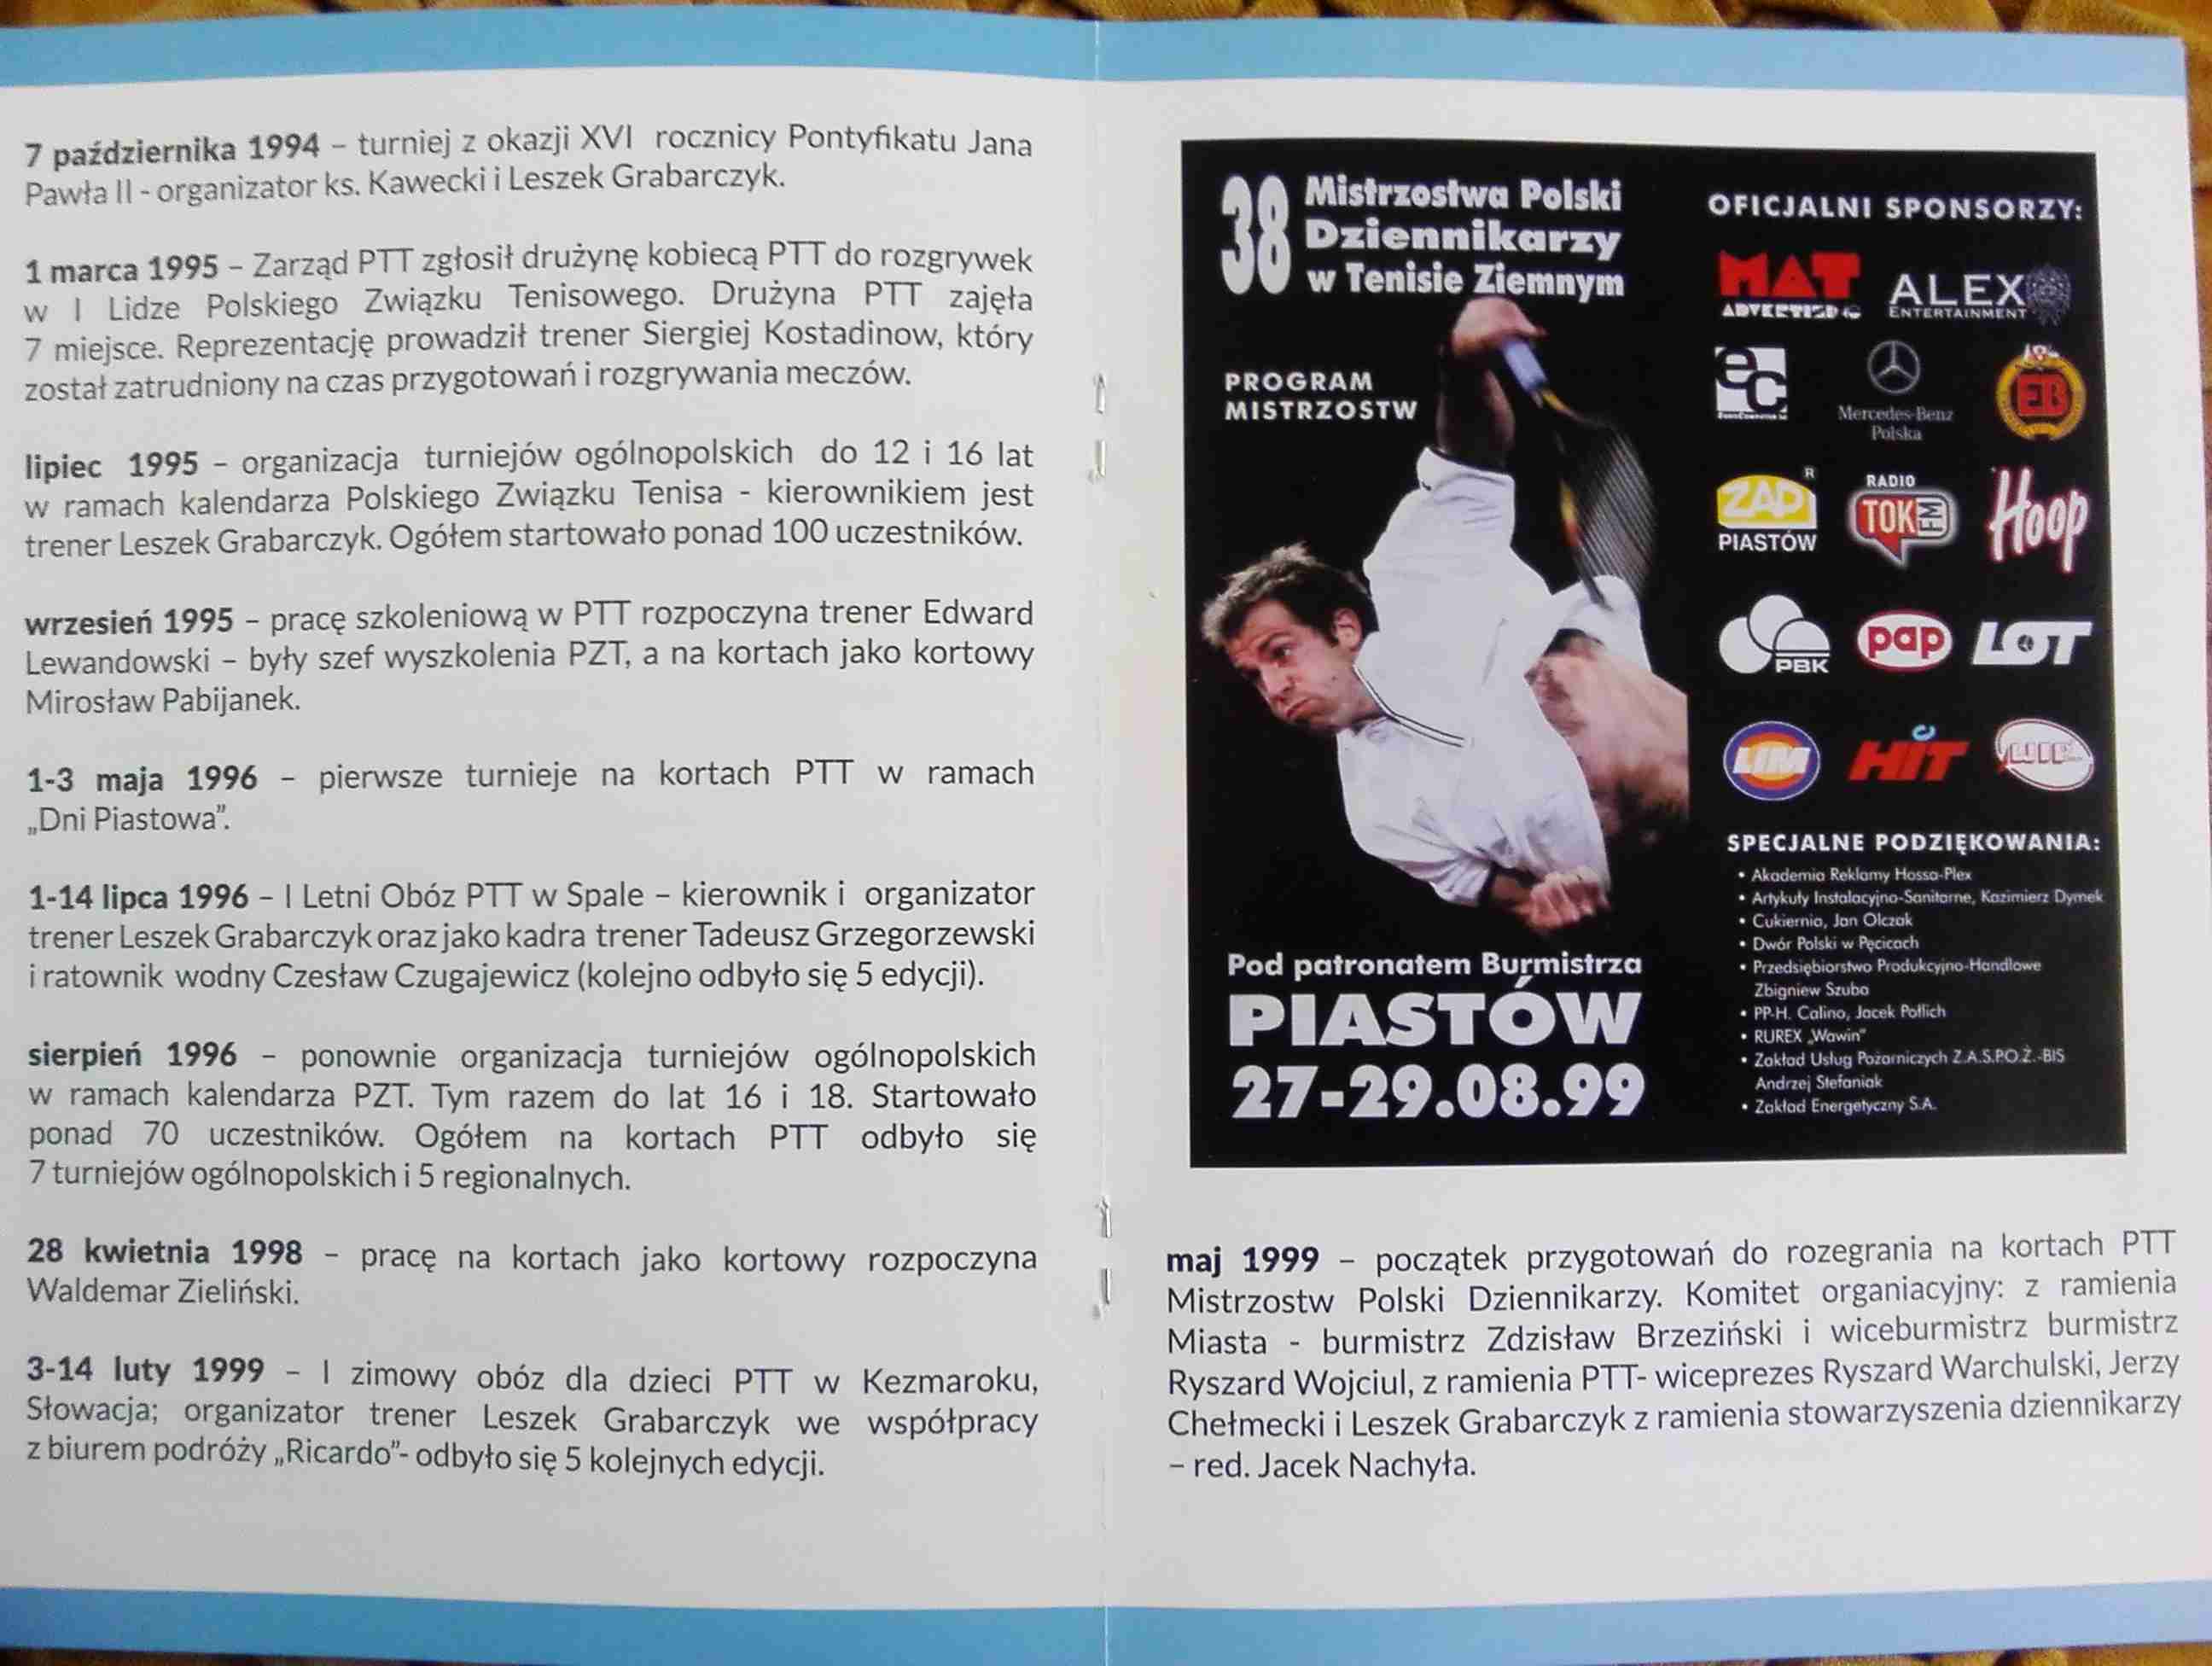 7 października 1994 – turniej z okazji XVI rocznicy Pontyfikatu Jana
Pawła II - organizator ks. Kawecki i Leszek Grabarczyk.
1 marca 1995 – Zarząd PTT zgłosił drużynę kobiecą PTT do rozgrywek
w I Lidze Polskiego Związku Tenisowego. Drużyna PTT zajęła
7 miejsce. Reprezentację prowadził trener Siergiej Kostadinow, który
został zatrudniony na czas przygotowań i rozgrywania meczów.
lipiec 1995 – organizacja turniejów ogólnopolskich do 12 i 16 lat
w ramach kalendarza Polskiego Związku Tenisa - kierownikiem jest
trener Leszek Grabarczyk. Ogółem startowało ponad 100 uczestników.
wrzesień 1995 – pracę szkoleniową w PTT rozpoczyna trener Edward
Lewandowski – były szef wyszkolenia PZT, a na kortach jako kortowy
Mirosław Pabijanek.
1-3 maja 1996 – pierwsze turnieje na kortach PTT w ramach
„Dni Piastowa”.
1-14 lipca 1996 – I Letni Obóz PTT w Spale – kierownik i organizator
trener Leszek Grabarczyk oraz jako kadra trener Tadeusz Grzegorzewski
i ratownik wodny Czesław Czugajewicz (kolejno odbyło się 5 edycji).
sierpień 1996 – ponownie organizacja turniejów ogólnopolskich
w ramach kalendarza PZT. Tym razem do lat 16 i 18. Startowało
ponad 70 uczestników. Ogółem na kortach PTT odbyło się
7 turniejów ogólnopolskich i 5 regionalnych.
28 kwietnia 1998 – pracę na kortach jako kortowy rozpoczyna
Waldemar Zieliński.
3-14 luty 1999 – I zimowy obóz dla dzieci PTT w Kezmaroku,
Słowacja; organizator trener Leszek Grabarczyk we współpracy
z biurem podróży „Ricardo”- odbyło się 5 kolejnych edycji.
38 Mistrzostwa Polski
Dziennikarzy
w Tenisie Ziemnym
PROGRAM
MISTRZOSTW
Pod patronatem Burmistrza
PIASTÓW
27-29.08.99
OFICJALNI SPONSORZY:
MAT
ALEX
ENTERTAINMENT
ec
Mercedes-Benz
Polska
EB
ZAP R
PIASTÓW
RADIO
TOK FM
Hoop
PBK
pap
LOT
LIM
HIT
SPECJALNE PODZIĘKOWANIA:
• Akademia Reklamy Hossa-Plex
• Artykuły Instalacyjno-Sanitarne, Kazimierz Dymek
• Cukiernia, Jan Olczak
• Dwór Polski w Pęcicach
• Przedsiębiorstwo Produkcyjno-Handlowe
Zbigniew Szuba
• PP-H. Calino, Jacek Pollich
• RUREX „Wawin”
• Zakład Usług Pożarniczych Z.A.S.PO.Ż.-BIS
Andrzej Stefaniak
• Zakład Energetyczny S.A.
maj 1999 – początek przygotowań do rozegrania na kortach PTT
Mistrzostw Polski Dziennikarzy. Komitet organiacyjny: z ramienia
Miasta - burmistrz Zdzisław Brzeziński i wiceburmistrz burmistrz
Ryszard Wojciul, z ramienia PTT- wiceprezes Ryszard Warchulski, Jerzy
Chełmecki i Leszek Grabarczyk z ramienia stowarzyszenia dziennikarzy
– red. Jacek Nachyła.